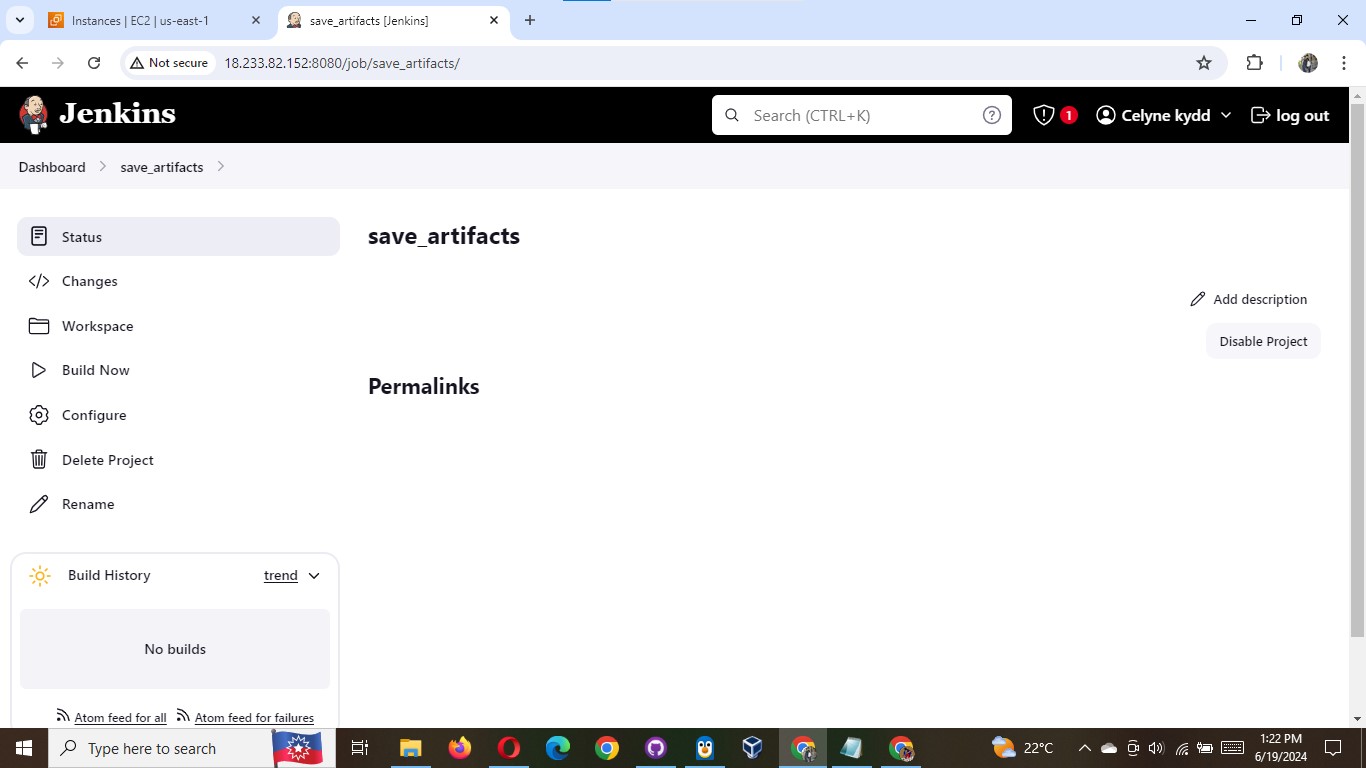 Instances | EC2 | us-east-1
save_artifacts [Jenkins]
Not secure
18.233.82.152:8080/job/save_artifacts/
Jenkins
Search (CTRL+K)
1
Celyne kydd
log out
Dashboard
save_artifacts
Status
Changes
Workspace
Build Now
Configure
Delete Project
Rename
save_artifacts
Add description
Disable Project
Permalinks
Build History
trend
No builds
Atom feed for all
Atom feed for failures
Type here to search
22°C
1:22 PM
6/19/2024